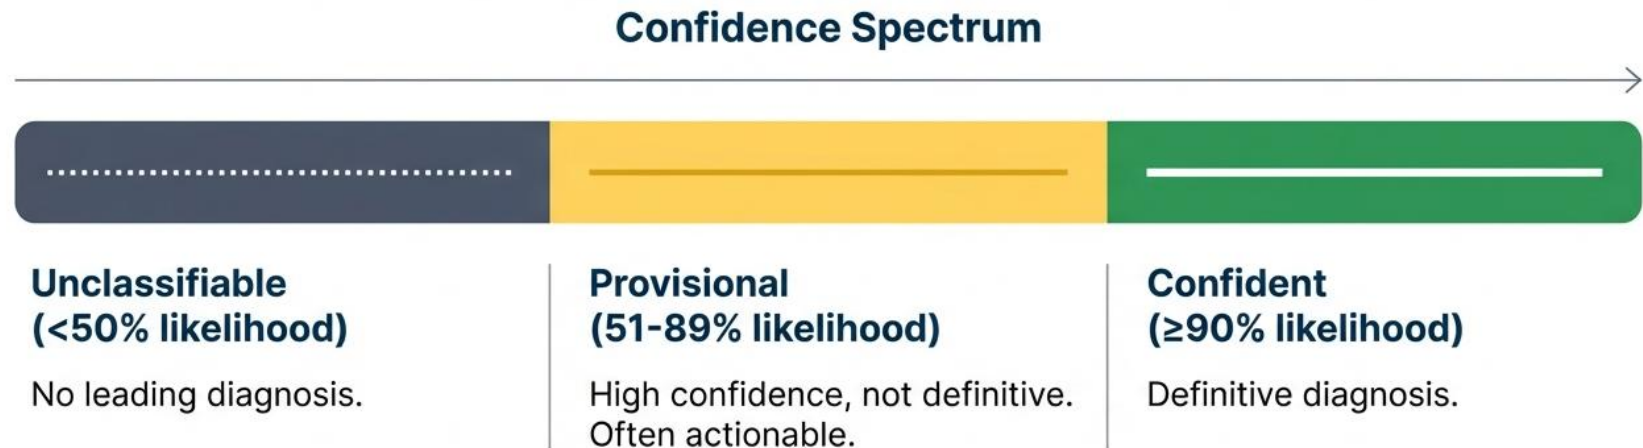 Confidence Spectrum
Unclassifiable
(<50% likelihood)
No leading diagnosis.
Provisional
(51-89% likelihood)
High confidence, not definitive.
Often actionable.
Confident
(≥90% likelihood)
Definitive diagnosis.